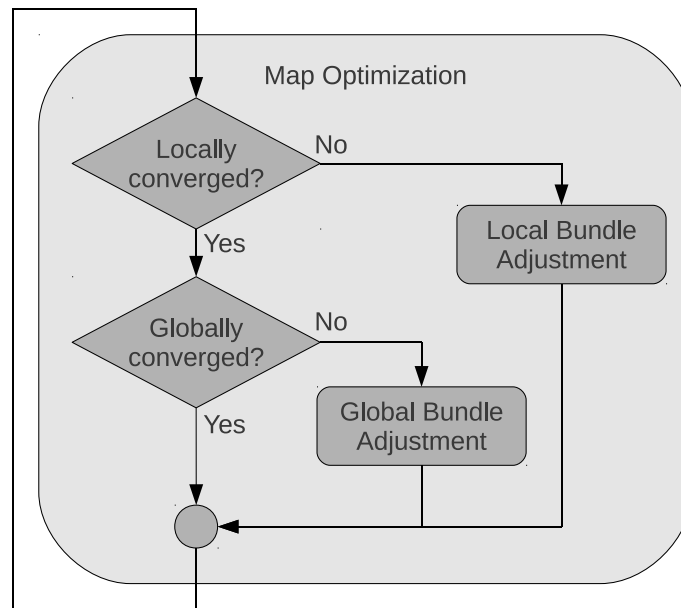 Map Optimization
Locally
converged?
No
Local Bundle
Adjustment
Yes
Globally
converged?
No
Global Bundle
Adjustment
Yes